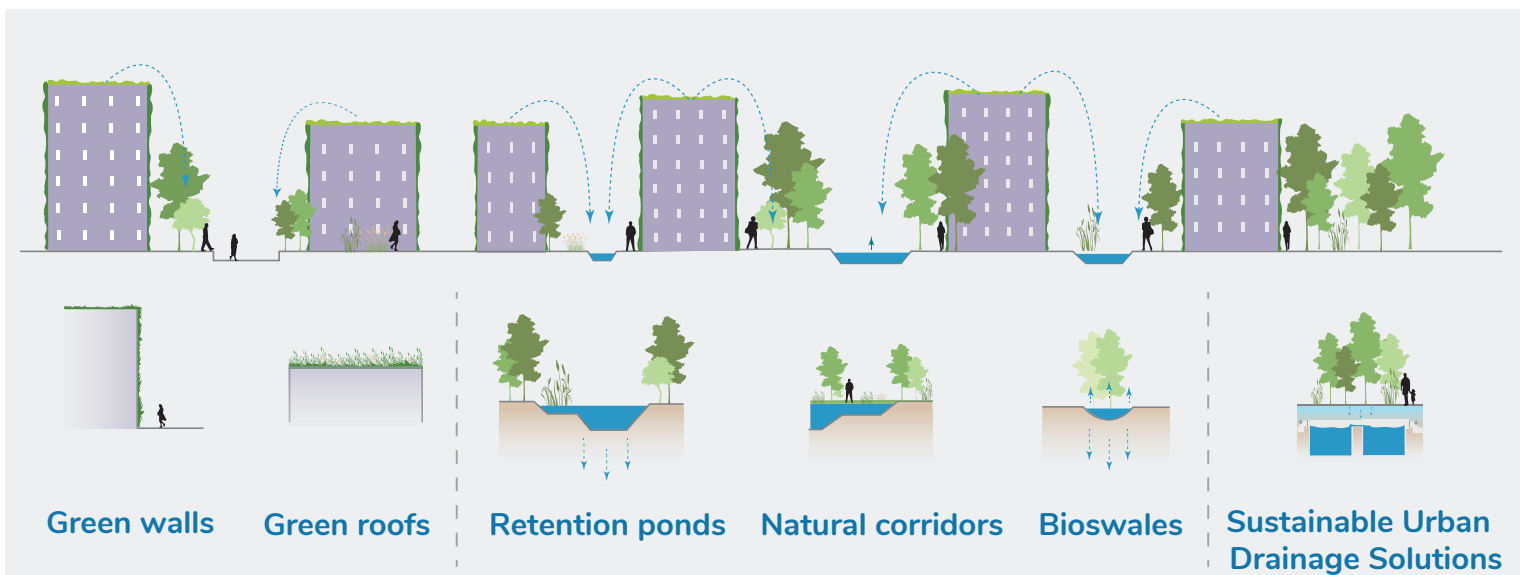 Green walls
Green roofs
Retention ponds
Natural corridors
Bioswales
Sustainable Urban
Drainage Solutions